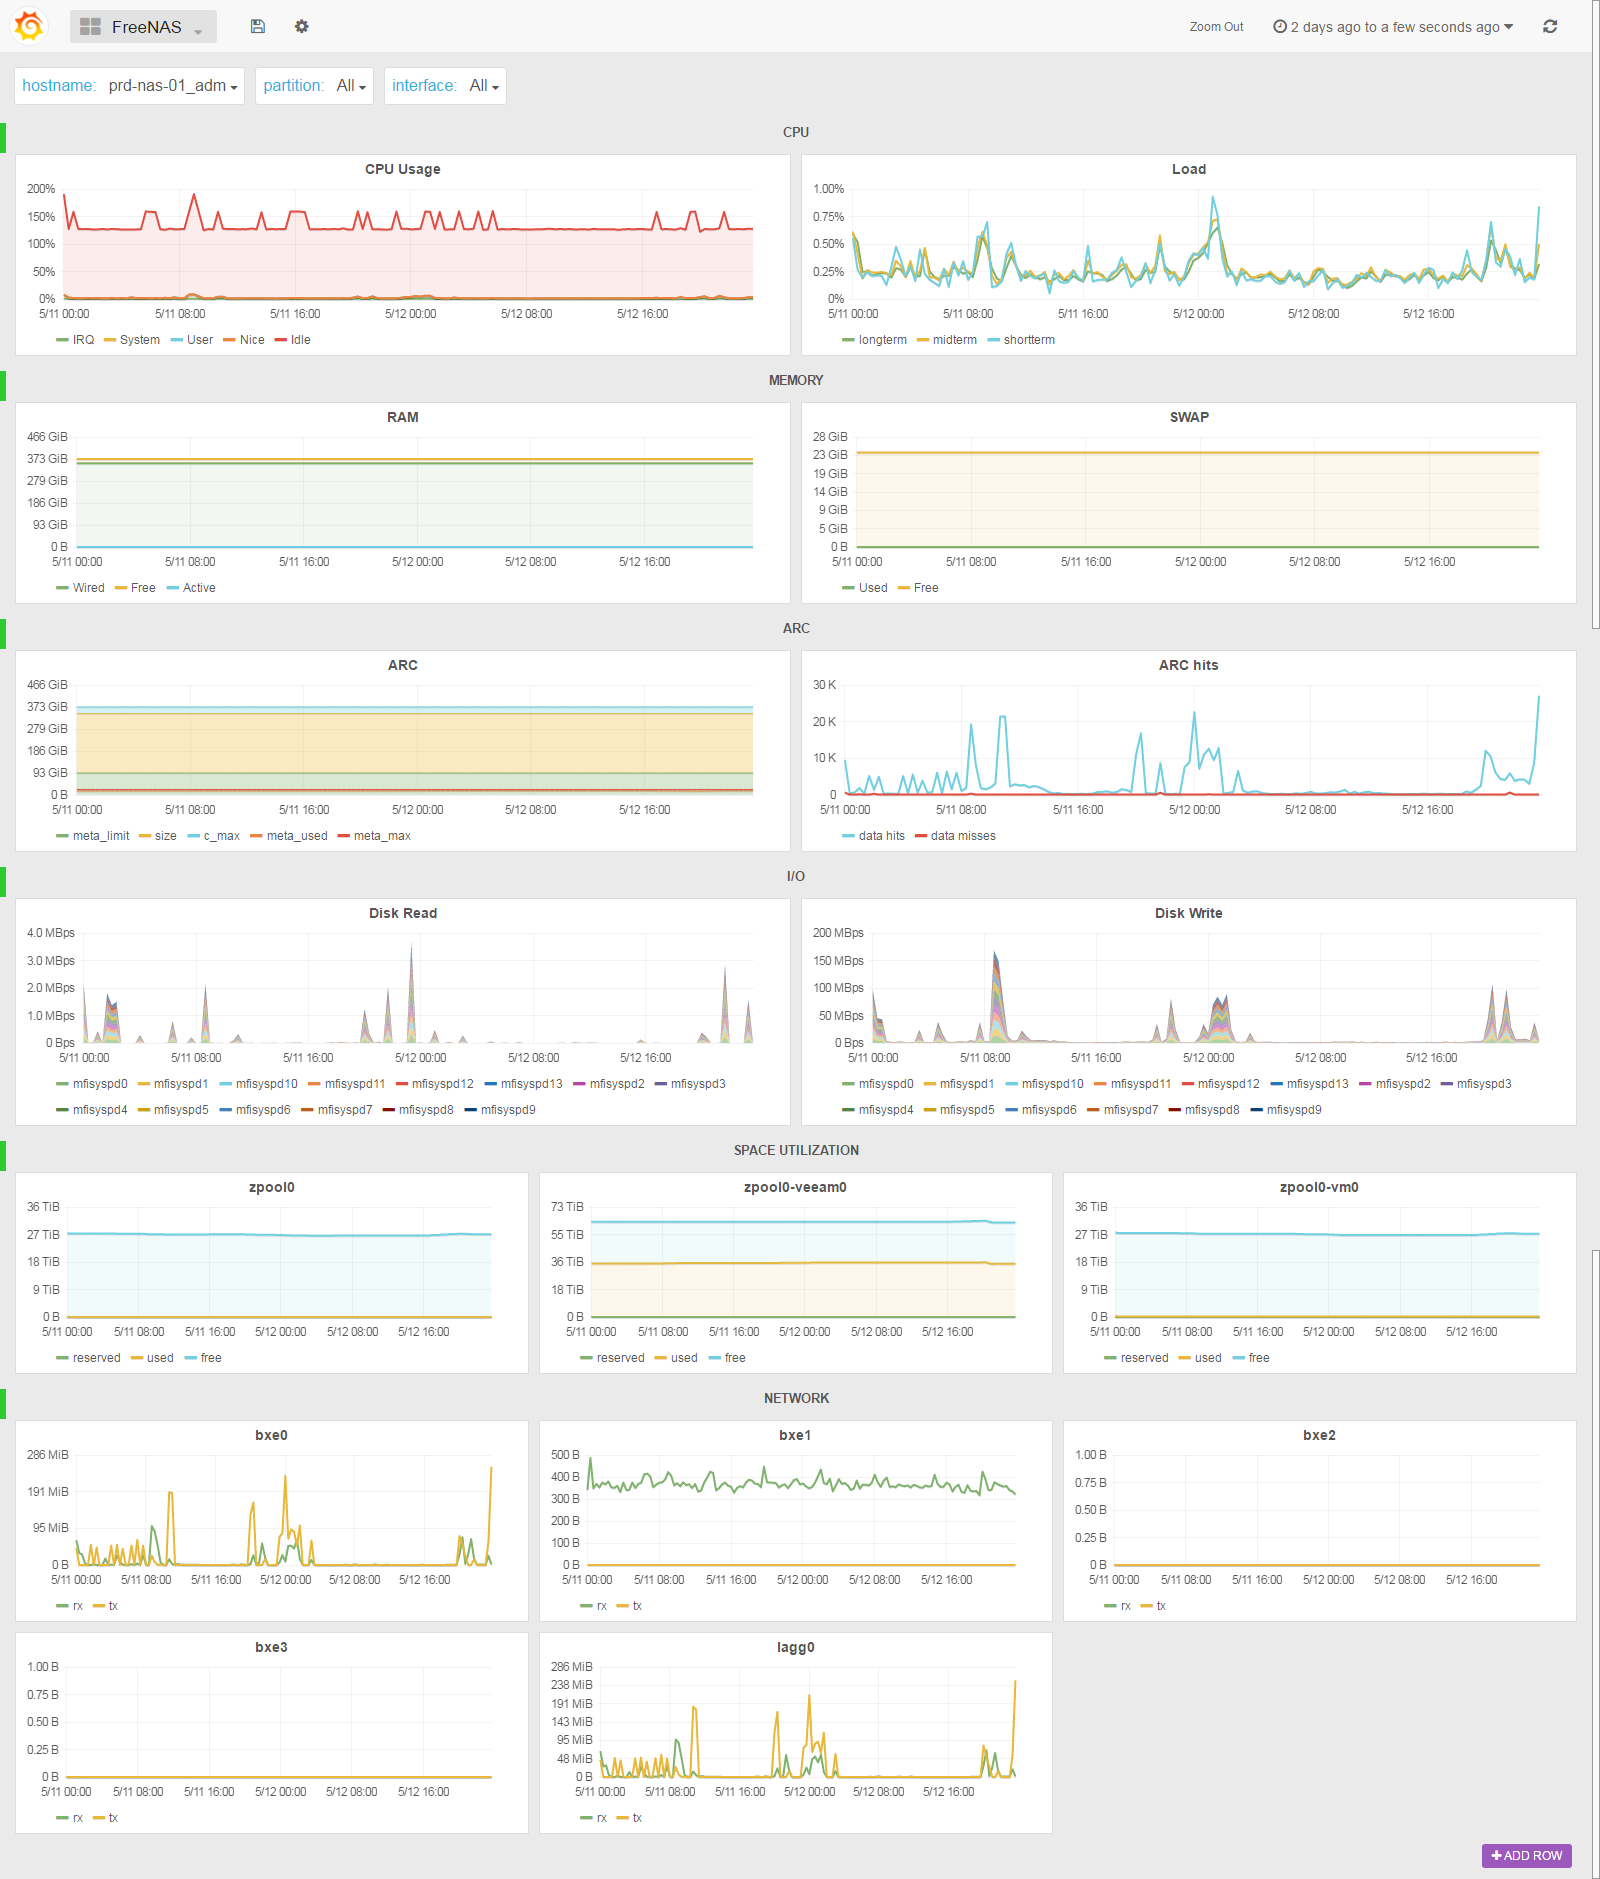 FreeNAS
Zoom Out 2 days ago to a few seconds ago
hostname: prd-nas-01_adm partition: All interface: All
CPU
CPU Usage
200%
150%
100%
50%
0%
5/11 00:00 5/11 08:00 5/11 16:00 5/12 00:00 5/12 08:00 5/12 16:00
IRQ System User Nice Idle
Load
1.00%
0.75%
0.50%
0.25%
0%
5/11 00:00 5/11 08:00 5/11 16:00 5/12 00:00 5/12 08:00 5/12 16:00
longterm midterm shortterm
MEMORY
RAM
466 GiB
373 GiB
279 GiB
186 GiB
93 GiB
0 B
5/11 00:00 5/11 08:00 5/11 16:00 5/12 00:00 5/12 08:00 5/12 16:00
Wired Free Active
SWAP
28 GiB
23 GiB
19 GiB
14 GiB
9 GiB
5 GiB
0 B
5/11 00:00 5/11 08:00 5/11 16:00 5/12 00:00 5/12 08:00 5/12 16:00
Used Free
ARC
ARC
466 GiB
373 GiB
279 GiB
186 GiB
93 GiB
0 B
5/11 00:00 5/11 08:00 5/11 16:00 5/12 00:00 5/12 08:00 5/12 16:00
meta_limit size c_max meta_used meta_max
ARC hits
30 K
20 K
10 K
0
5/11 00:00 5/11 08:00 5/11 16:00 5/12 00:00 5/12 08:00 5/12 16:00
data hits data misses
I/O
Disk Read
4.0 MBps
3.0 MBps
2.0 MBps
1.0 MBps
0 Bps
5/11 00:00 5/11 08:00 5/11 16:00 5/12 00:00 5/12 08:00 5/12 16:00
mfisyspd0 mfisyspd1 mfisyspd10 mfisyspd11 mfisyspd12 mfisyspd13 mfisyspd2 mfisyspd3
mfisyspd4 mfisyspd5 mfisyspd6 mfisyspd7 mfisyspd8 mfisyspd9
Disk Write
200 MBps
150 MBps
100 MBps
50 MBps
0 Bps
5/11 00:00 5/11 08:00 5/11 16:00 5/12 00:00 5/12 08:00 5/12 16:00
mfisyspd0 mfisyspd1 mfisyspd10 mfisyspd11 mfisyspd12 mfisyspd13 mfisyspd2 mfisyspd3
mfisyspd4 mfisyspd5 mfisyspd6 mfisyspd7 mfisyspd8 mfisyspd9
SPACE UTILIZATION
zpool0
36 TiB
27 TiB
18 TiB
9 TiB
0 B
5/11 00:00 5/11 08:00 5/11 16:00 5/12 00:00 5/12 08:00 5/12 16:00
reserved used free
zpool0-veeam0
73 TiB
55 TiB
36 TiB
18 TiB
0 B
5/11 00:00 5/11 08:00 5/11 16:00 5/12 00:00 5/12 08:00 5/12 16:00
reserved used free
zpool0-vm0
36 TiB
27 TiB
18 TiB
9 TiB
0 B
5/11 00:00 5/11 08:00 5/11 16:00 5/12 00:00 5/12 08:00 5/12 16:00
reserved used free
NETWORK
bxe0
286 MiB
191 MiB
95 MiB
0 B
5/11 00:00 5/11 08:00 5/11 16:00 5/12 00:00 5/12 08:00 5/12 16:00
rx tx
bxe1
500 B
400 B
300 B
200 B
100 B
0 B
5/11 00:00 5/11 08:00 5/11 16:00 5/12 00:00 5/12 08:00 5/12 16:00
rx tx
bxe2
1.00 B
0.75 B
0.50 B
0.25 B
0 B
5/11 00:00 5/11 08:00 5/11 16:00 5/12 00:00 5/12 08:00 5/12 16:00
rx tx
bxe3
1.00 B
0.75 B
0.50 B
0.25 B
0 B
5/11 00:00 5/11 08:00 5/11 16:00 5/12 00:00 5/12 08:00 5/12 16:00
rx tx
lagg0
286 MiB
238 MiB
191 MiB
143 MiB
95 MiB
48 MiB
0 B
5/11 00:00 5/11 08:00 5/11 16:00 5/12 00:00 5/12 08:00 5/12 16:00
rx tx
ADD ROW